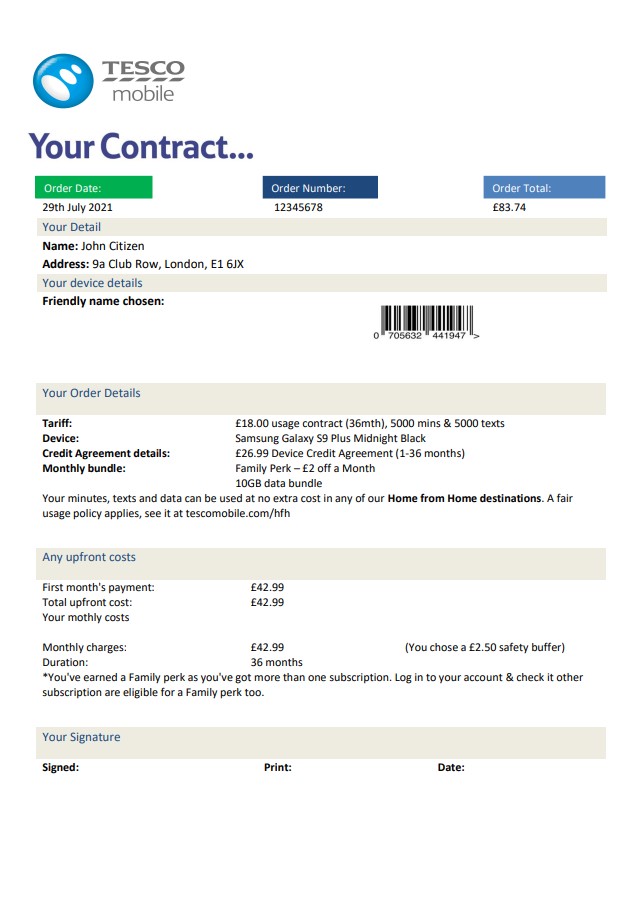 TESCO
mobile
Your Contract...
Order Date: Order Number: Order Total:
29th July 2021 12345678 £83.74
Your Detail
Name: John Citizen
Address: 9a Club Row, London, E1 6JX
Your device details
Friendly name chosen:
0 705632 441947 >
Your Order Details
Tariff: £18.00 usage contract (36mth), 5000 mins & 5000 texts
Device: Samsung Galaxy S9 Plus Midnight Black
Credit Agreement details: £26.99 Device Credit Agreement (1-36 months)
Monthly bundle: Family Perk – £2 off a Month
10GB data bundle
Your minutes, texts and data can be used at no extra cost in any of our Home from Home destinations. A fair
usage policy applies, see it at tescomobile.com/hfh
Any upfront costs
First month's payment: £42.99
Total upfront cost: £42.99
Your mothly costs
Monthly charges: £42.99 (You chose a £2.50 safety buffer)
Duration: 36 months
*You've earned a Family perk as you've got more than one subscription. Log in to your account & check it other
subscription are eligible for a Family perk too.
Your Signature
Signed: Print: Date: